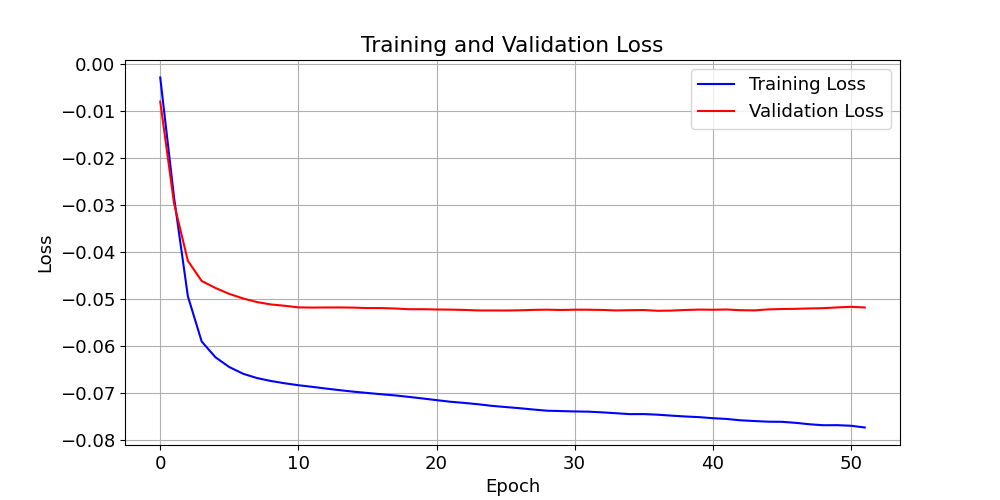 Training and Validation Loss
0.00
−0.01
−0.02
−0.03
−0.04
−0.05
−0.06
−0.07
−0.08
Loss
Training Loss
Validation Loss
0 10 20 30 40 50
Epoch